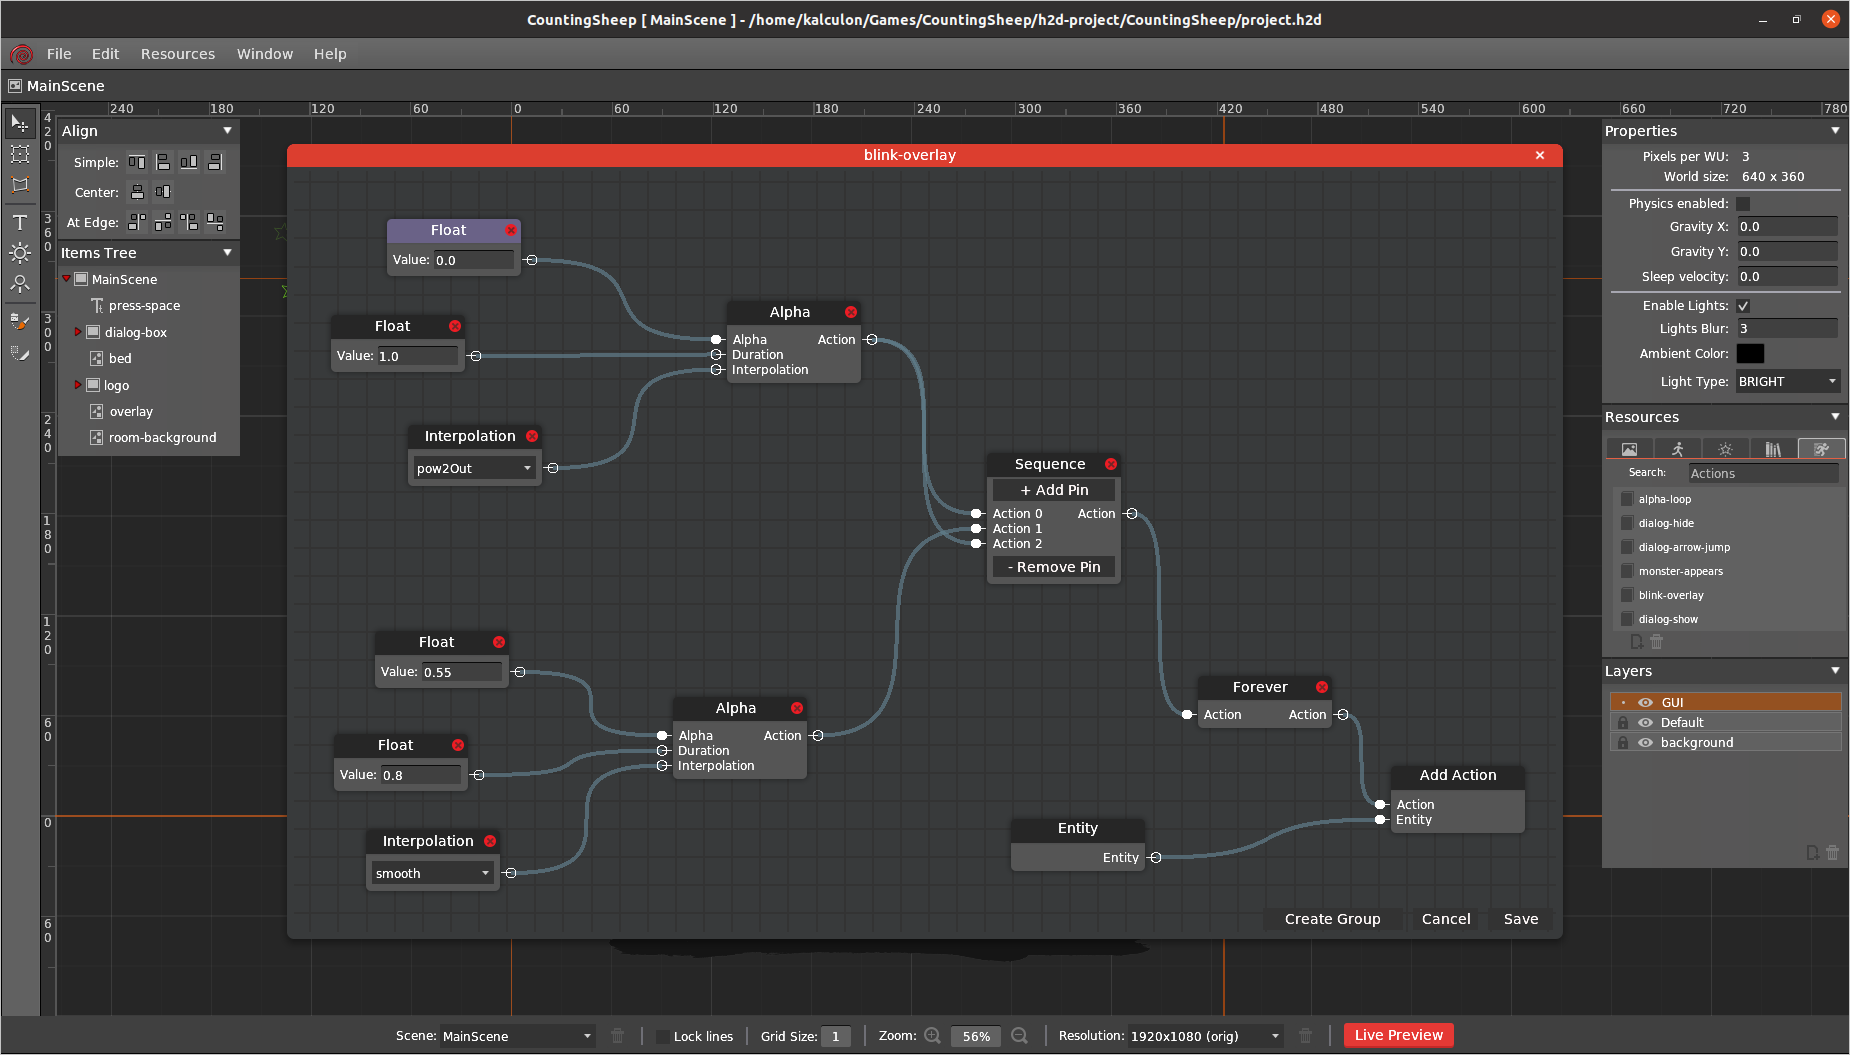 CountingSheep [ MainScene ] - /home/kalculon/Games/CountingSheep/h2d-project/CountingSheep/project.h2d
File Edit Resources Window Help
MainScene
240 180 120 60 0 60 120 180 240 300 360 420 480 540 600 660 720 780
420
360
300
240
180
120
60
0
60
Align
Simple:
Center:
At Edge:
Items Tree
MainScene
press-space
dialog-box
bed
logo
overlay
room-background
blink-overlay
Float
Value: 0.0
Float
Value: 1.0
Interpolation
pow2Out
Alpha
Alpha Action
Duration
Interpolation
Sequence
+ Add Pin
Action 0 Action
Action 1
Action 2
- Remove Pin
Float
Value: 0.55
Float
Value: 0.8
Interpolation
smooth
Alpha
Alpha Action
Duration
Interpolation
Forever
Action Action
Add Action
Action
Entity
Entity
Entity
Create Group Cancel Save
Properties
Pixels per WU: 3
World size: 640 x 360
Physics enabled:
Gravity X: 0.0
Gravity Y: 0.0
Sleep velocity: 0.0
Enable Lights:
Lights Blur: 3
Ambient Color:
Light Type: BRIGHT
Resources
Search: Actions
alpha-loop
dialog-hide
dialog-arrow-jump
monster-appears
blink-overlay
dialog-show
Layers
GUI
Default
background
Scene: MainScene Lock lines Grid Size: 1 Zoom: 56% Resolution: 1920x1080 (orig) Live Preview